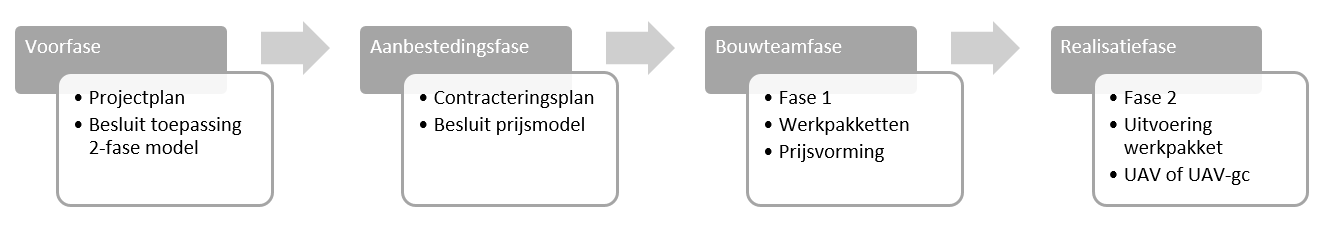 Voorfase
• Projectplan
• Besluit toepassing
2-fase model
Aanbestedingsfase
• Contracteringsplan
• Besluit prijsmodel
Bouwteamfase
• Fase 1
• Werkpakketten
• Prijsvorming
Realisatiefase
• Fase 2
• Uitvoering
werkpakket
• UAV of UAV-gc